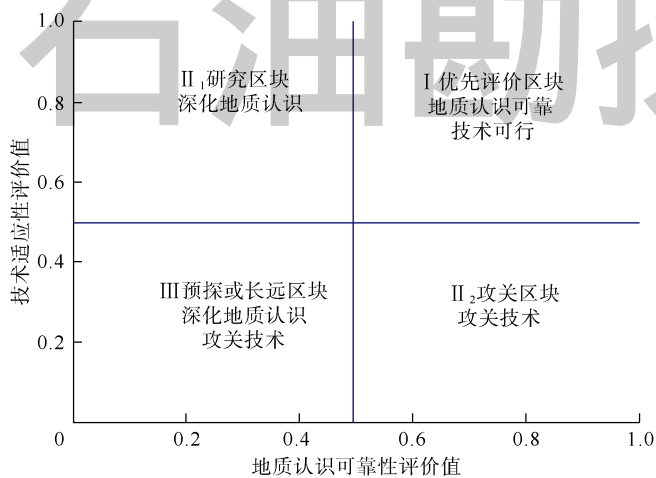 石油勘探
1.0
Ⅱ₁研究区块
深化地质认识
Ⅰ优先评价区块
地质认识可靠
技术可行
0.8
0.6
技术适应性评价值
0.4
Ⅲ预探或长远区块
深化地质认识
攻关技术
Ⅱ₂攻关区块
攻关技术
0.2
0
0.2
0.4
0.6
0.8
1.0
地质认识可靠性评价值